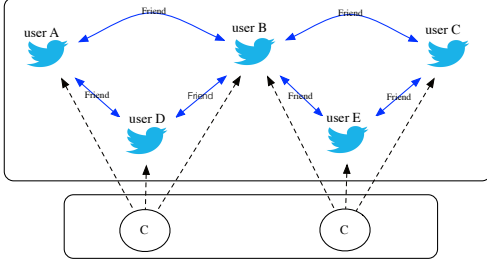 Friend
Friend
user A
user B
user C
Friend
Friend
Friend
Friend
user D
user E
C
C